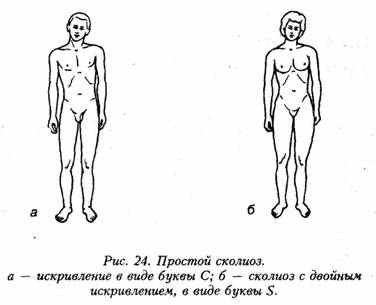 а
б
Рис. 24. Простой сколиоз.
а — искривление в виде буквы С; б — сколиоз с двойным
искривлением, в виде буквы S.